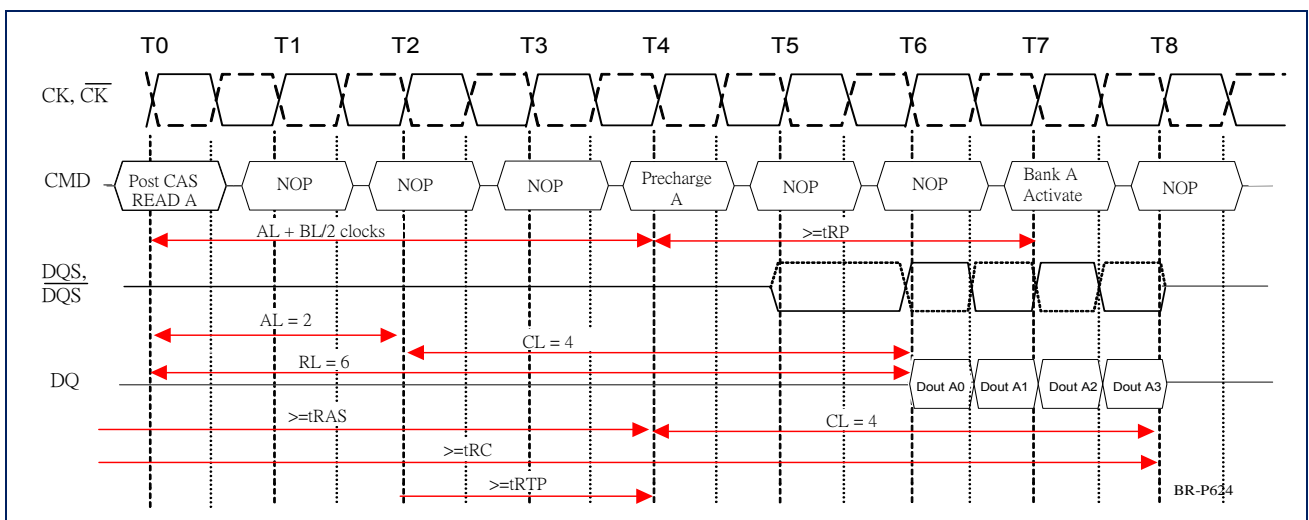 T0 T1 T2 T3 T4 T5 T6 T7 T8
CK, C̅K̅
CMD Post CAS READ A NOP NOP NOP Precharge A NOP NOP Bank A Activate NOP
AL + BL/2 clocks >=tRP
DQS,
D̅Q̅S̅
AL = 2
CL = 4
RL = 6
DQ Dout A0 Dout A1 Dout A2 Dout A3
>=tRAS CL = 4
>=tRC
>=tRTP
BR-P624